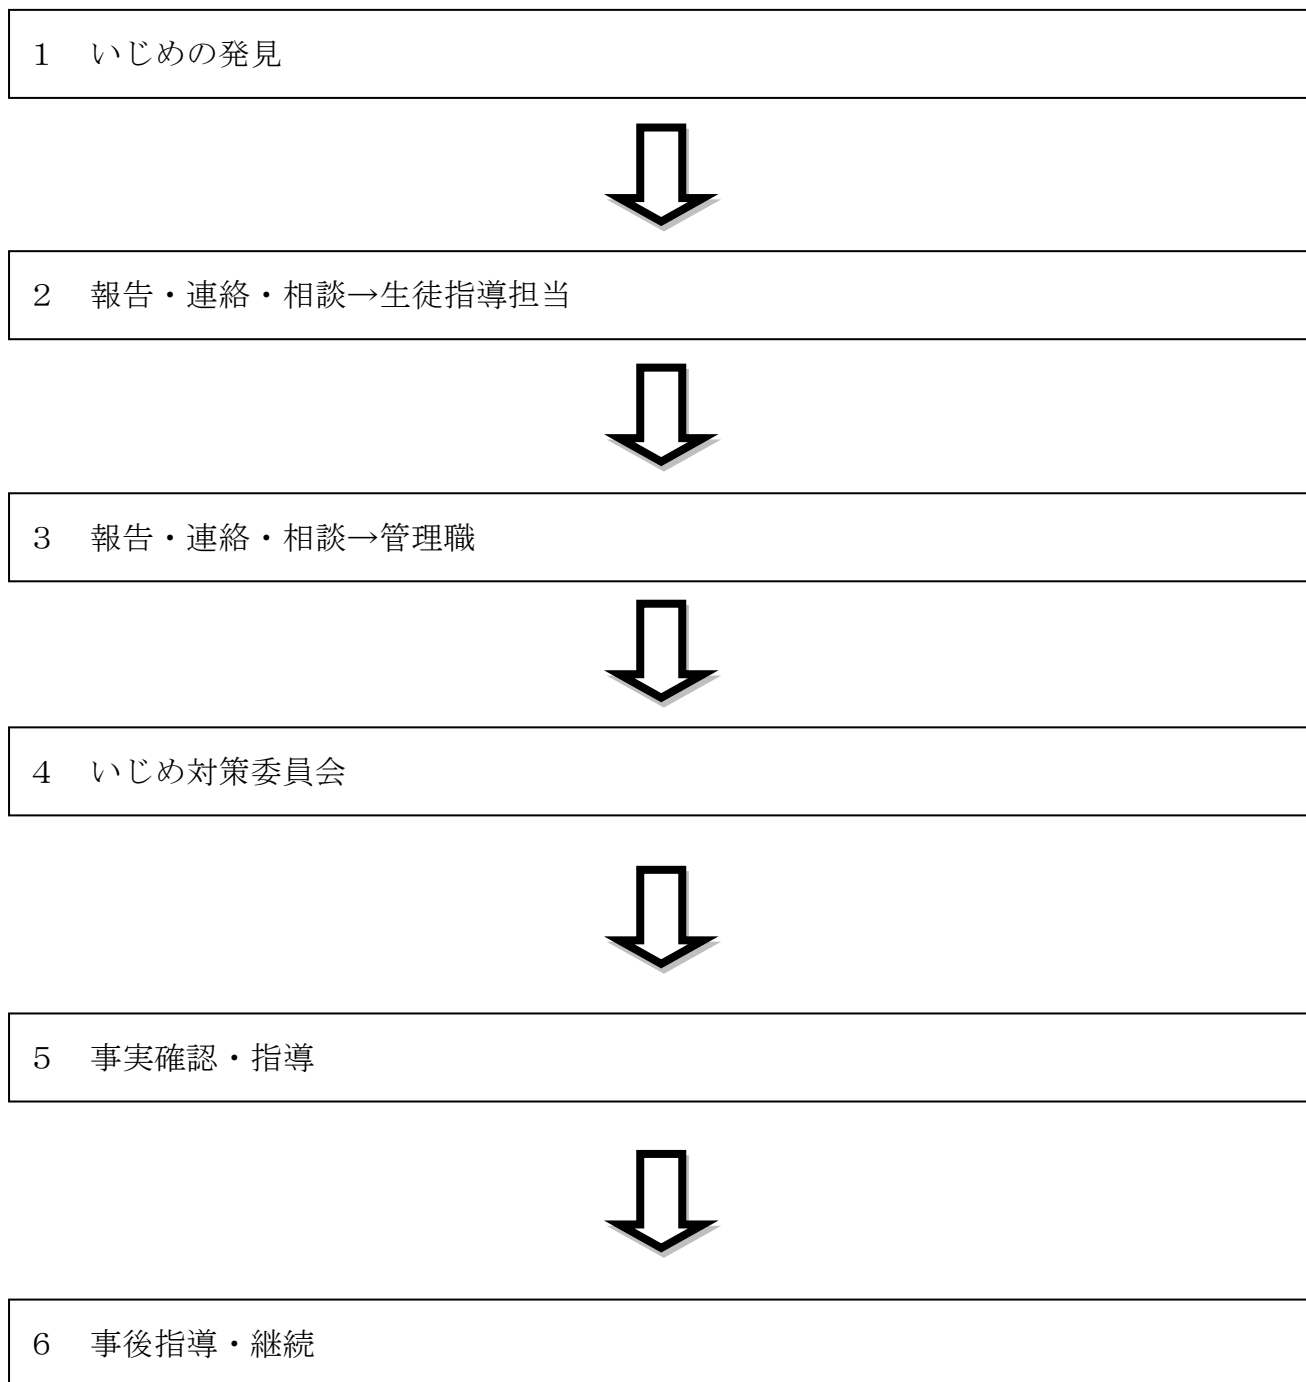 １　いじめの発見
２　報告・連絡・相談→生徒指導担当
３　報告・連絡・相談→管理職
４　いじめ対策委員会
５　事実確認・指導
６　事後指導・継続